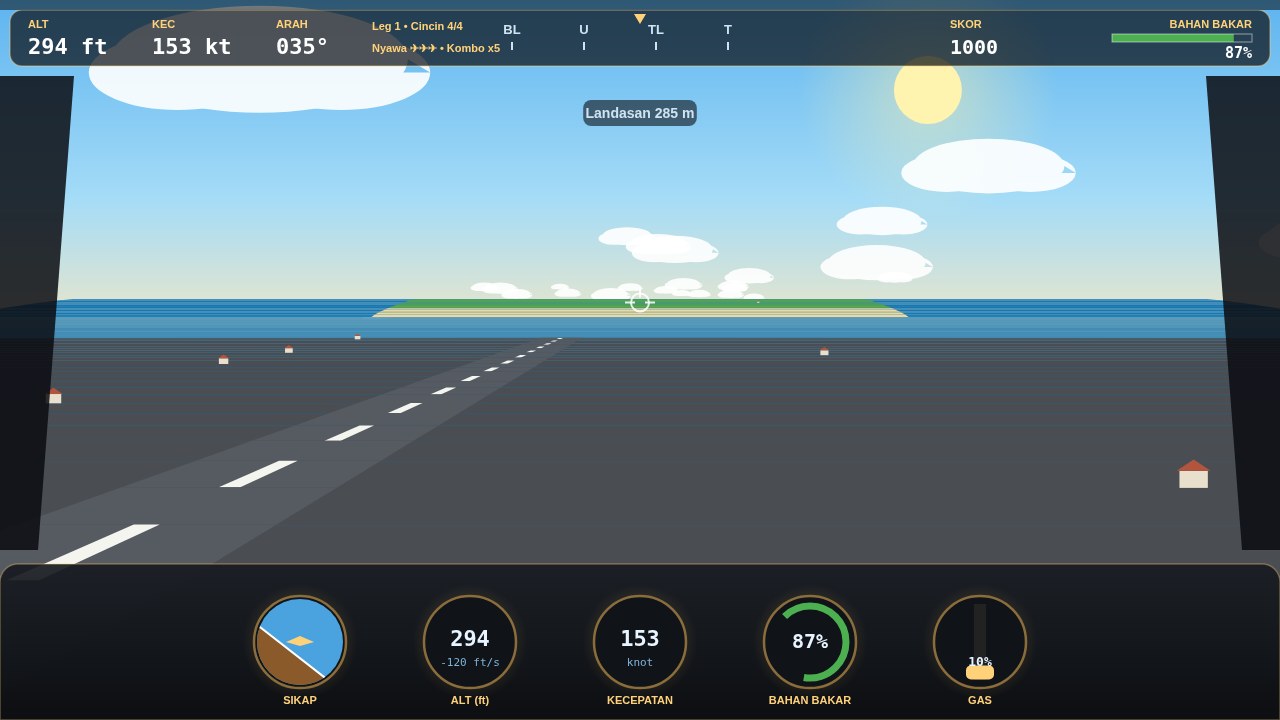 ALT
294 ft
KEC
153 kt
ARAH
035°
Leg 1 • Cincin 4/4
Nyawa ✈✈✈ • Kombo x5
BL U TL T
SKOR
1000
BAHAN BAKAR
87%
Landasan 285 m
294
-120 ft/s
153
knot
87%
10%
SIKAP
ALT (ft)
KECEPATAN
BAHAN BAKAR
GAS